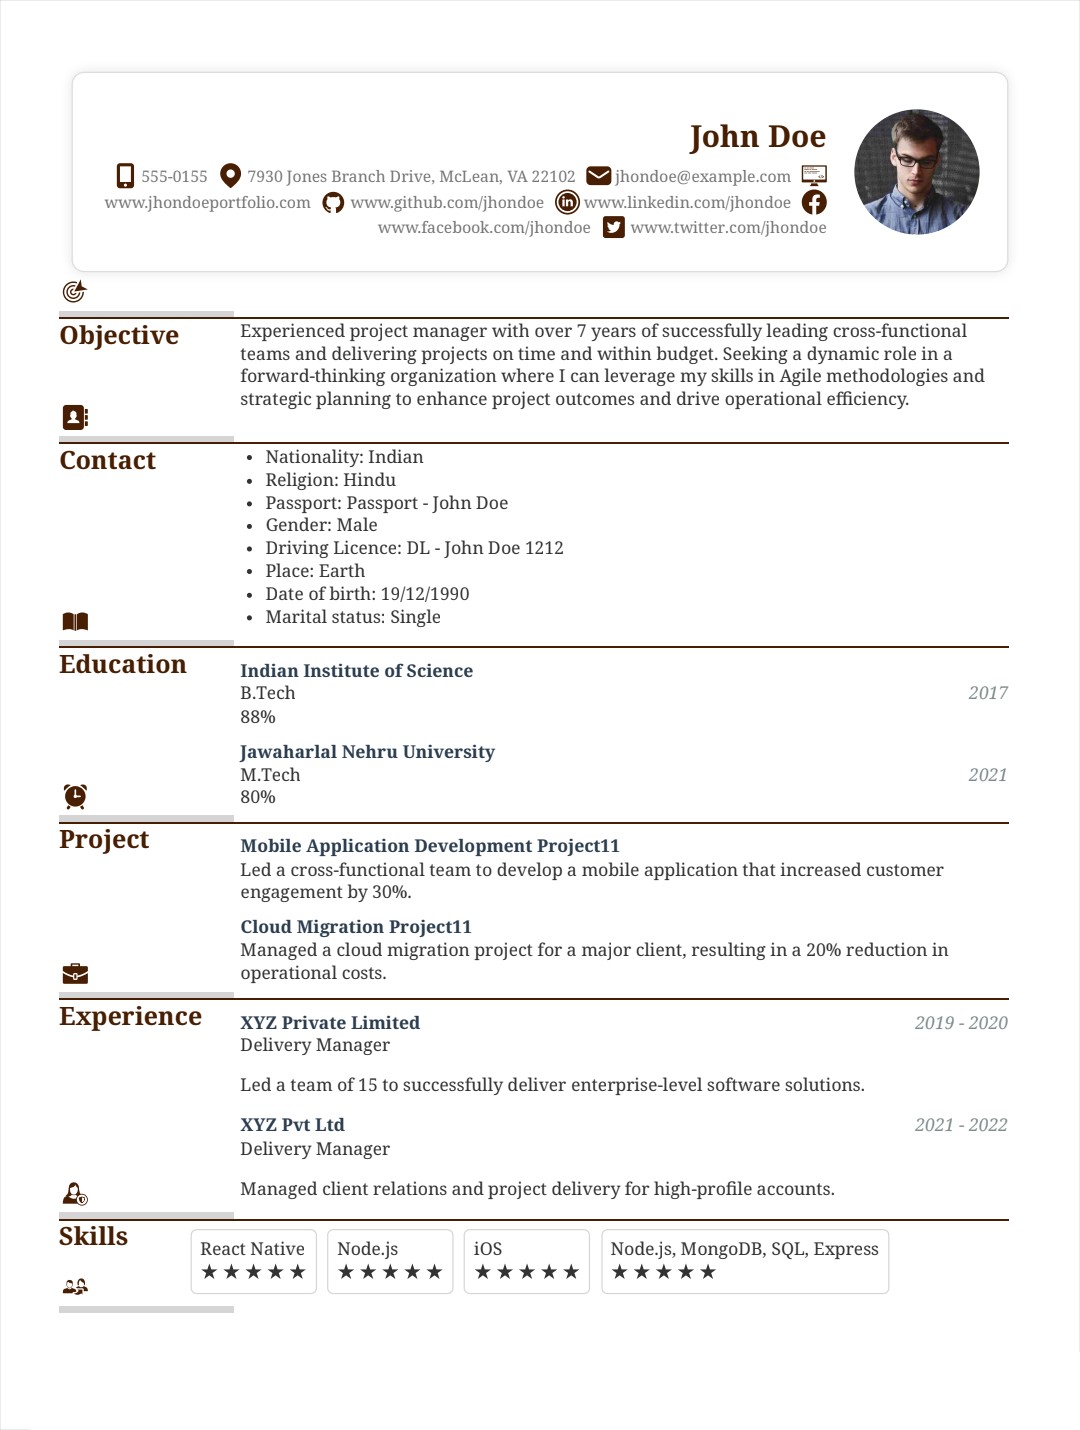 John Doe
555-0155 7930 Jones Branch Drive, McLean, VA 22102 jhondoe@example.com
www.jhondoeportfolio.com www.github.com/jhondoe www.linkedin.com/jhondoe
www.facebook.com/jhondoe www.twitter.com/jhondoe
Objective
Experienced project manager with over 7 years of successfully leading cross-functional
teams and delivering projects on time and within budget. Seeking a dynamic role in a
forward-thinking organization where I can leverage my skills in Agile methodologies and
strategic planning to enhance project outcomes and drive operational efficiency.
Contact
• Nationality: Indian
• Religion: Hindu
• Passport: Passport - John Doe
• Gender: Male
• Driving Licence: DL - John Doe 1212
• Place: Earth
• Date of birth: 19/12/1990
• Marital status: Single
Education
Indian Institute of Science
B.Tech 2017
88%
Jawaharlal Nehru University
M.Tech 2021
80%
Project
Mobile Application Development Project11
Led a cross-functional team to develop a mobile application that increased customer
engagement by 30%.
Cloud Migration Project11
Managed a cloud migration project for a major client, resulting in a 20% reduction in
operational costs.
Experience
XYZ Private Limited 2019 - 2020
Delivery Manager
Led a team of 15 to successfully deliver enterprise-level software solutions.
XYZ Pvt Ltd 2021 - 2022
Delivery Manager
Managed client relations and project delivery for high-profile accounts.
Skills
React Native Node.js iOS Node.js, MongoDB, SQL, Express
★★★★★ ★★★★★ ★★★★★ ★★★★★